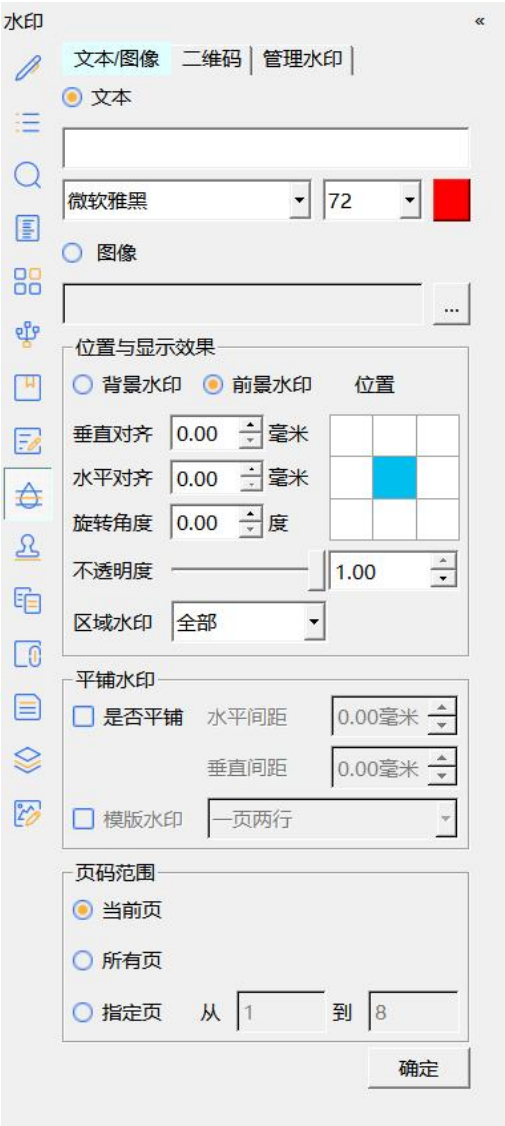 水印 «
文本/图像 二维码 管理水印
文本
微软雅黑 72
图像
...
位置与显示效果
背景水印 前景水印 位置
垂直对齐 0.00 毫米
水平对齐 0.00 毫米
旋转角度 0.00 度
不透明度 1.00
区域水印 全部
平铺水印
是否平铺 水平间距 0.00毫米
垂直间距 0.00毫米
模版水印 一页两行
页码范围
当前页
所有页
指定页 从 1 到 8
确定